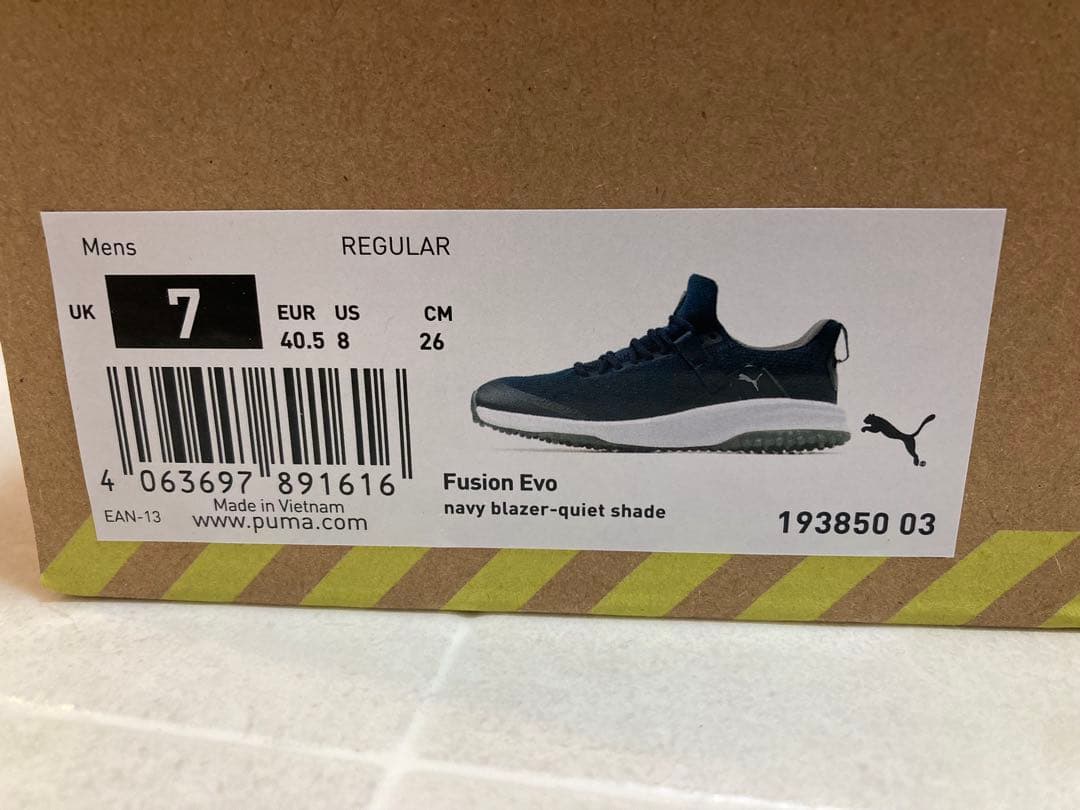 Mens REGULAR
UK 7 EUR US CM
40.5 8 26
4 063697 891616
EAN-13 Made in Vietnam
www.puma.com
Fusion Evo
navy blazer-quiet shade
193850 03